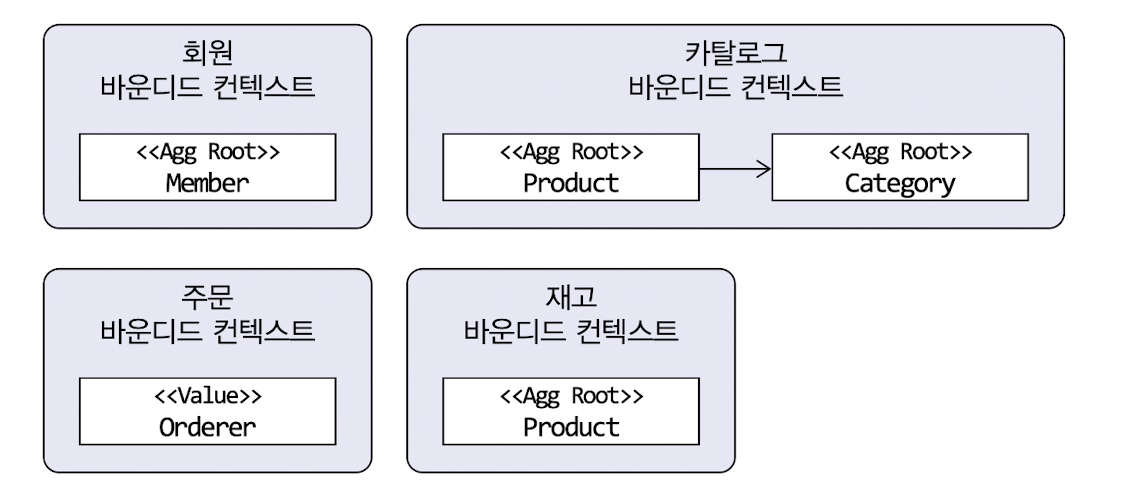 회원
바운디드 컨텍스트
<<Agg Root>>
Member
카탈로그
바운디드 컨텍스트
<<Agg Root>>
Product
<<Agg Root>>
Category
주문
바운디드 컨텍스트
<<Value>>
Orderer
재고
바운디드 컨텍스트
<<Agg Root>>
Product